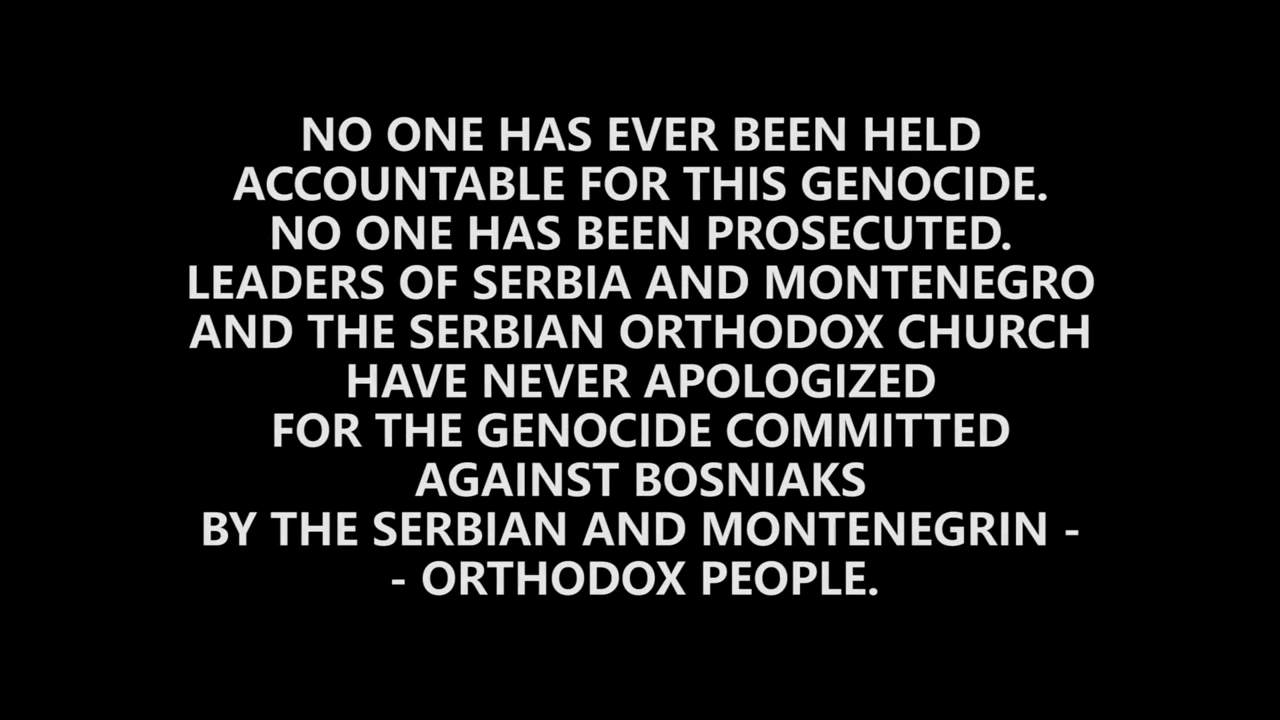 NO ONE HAS EVER BEEN HELD
ACCOUNTABLE FOR THIS GENOCIDE.
NO ONE HAS BEEN PROSECUTED.
LEADERS OF SERBIA AND MONTENEGRO
AND THE SERBIAN ORTHODOX CHURCH
HAVE NEVER APOLOGIZED
FOR THE GENOCIDE COMMITTED
AGAINST BOSNIAKS
BY THE SERBIAN AND MONTENEGRIN -
- ORTHODOX PEOPLE.